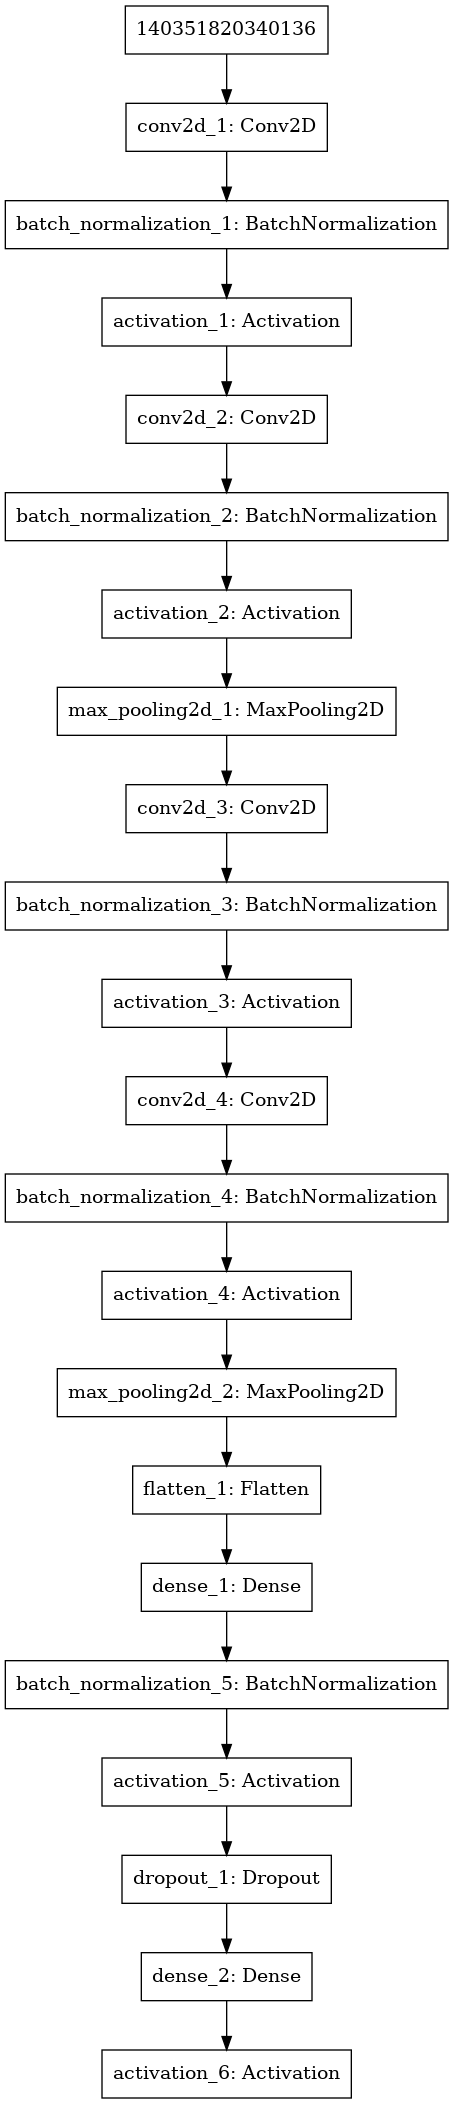 140351820340136
conv2d_1: Conv2D
batch_normalization_1: BatchNormalization
activation_1: Activation
conv2d_2: Conv2D
batch_normalization_2: BatchNormalization
activation_2: Activation
max_pooling2d_1: MaxPooling2D
conv2d_3: Conv2D
batch_normalization_3: BatchNormalization
activation_3: Activation
conv2d_4: Conv2D
batch_normalization_4: BatchNormalization
activation_4: Activation
max_pooling2d_2: MaxPooling2D
flatten_1: Flatten
dense_1: Dense
batch_normalization_5: BatchNormalization
activation_5: Activation
dropout_1: Dropout
dense_2: Dense
activation_6: Activation